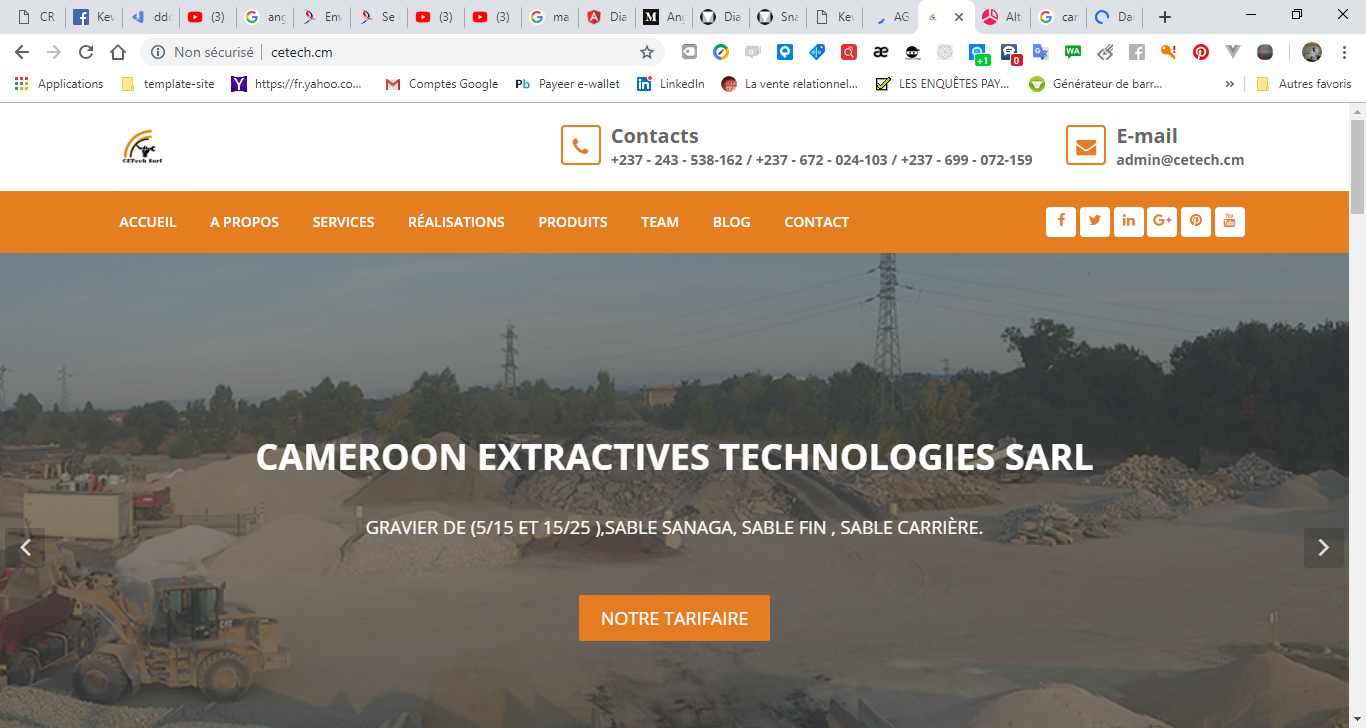 CR
Kev
ddc
(3)
ang
Env
Se
(3)
(3)
ma
Dia
Ang
Dia
Sna
Kev
AG
Alt
car
Da
Non sécurisé
cetech.cm
+1
0
Applications
template-site
https://fr.yahoo.co...
Comptes Google
Payeer e-wallet
LinkedIn
La vente relationnel...
LES ENQUÊTES PAY...
Générateur de barr...
Autres favoris
CETech Sarl
Contacts
+237 - 243 - 538-162 / +237 - 672 - 024-103 / +237 - 699 - 072-159
E-mail
admin@cetech.cm
ACCUEIL A PROPOS SERVICES RÉALISATIONS PRODUITS TEAM BLOG CONTACT
CAMEROON EXTRACTIVES TECHNOLOGIES SARL
GRAVIER DE (5/15 ET 15/25 ),SABLE SANAGA, SABLE FIN , SABLE CARRIÈRE.
NOTRE TARIFAIRE
CAT